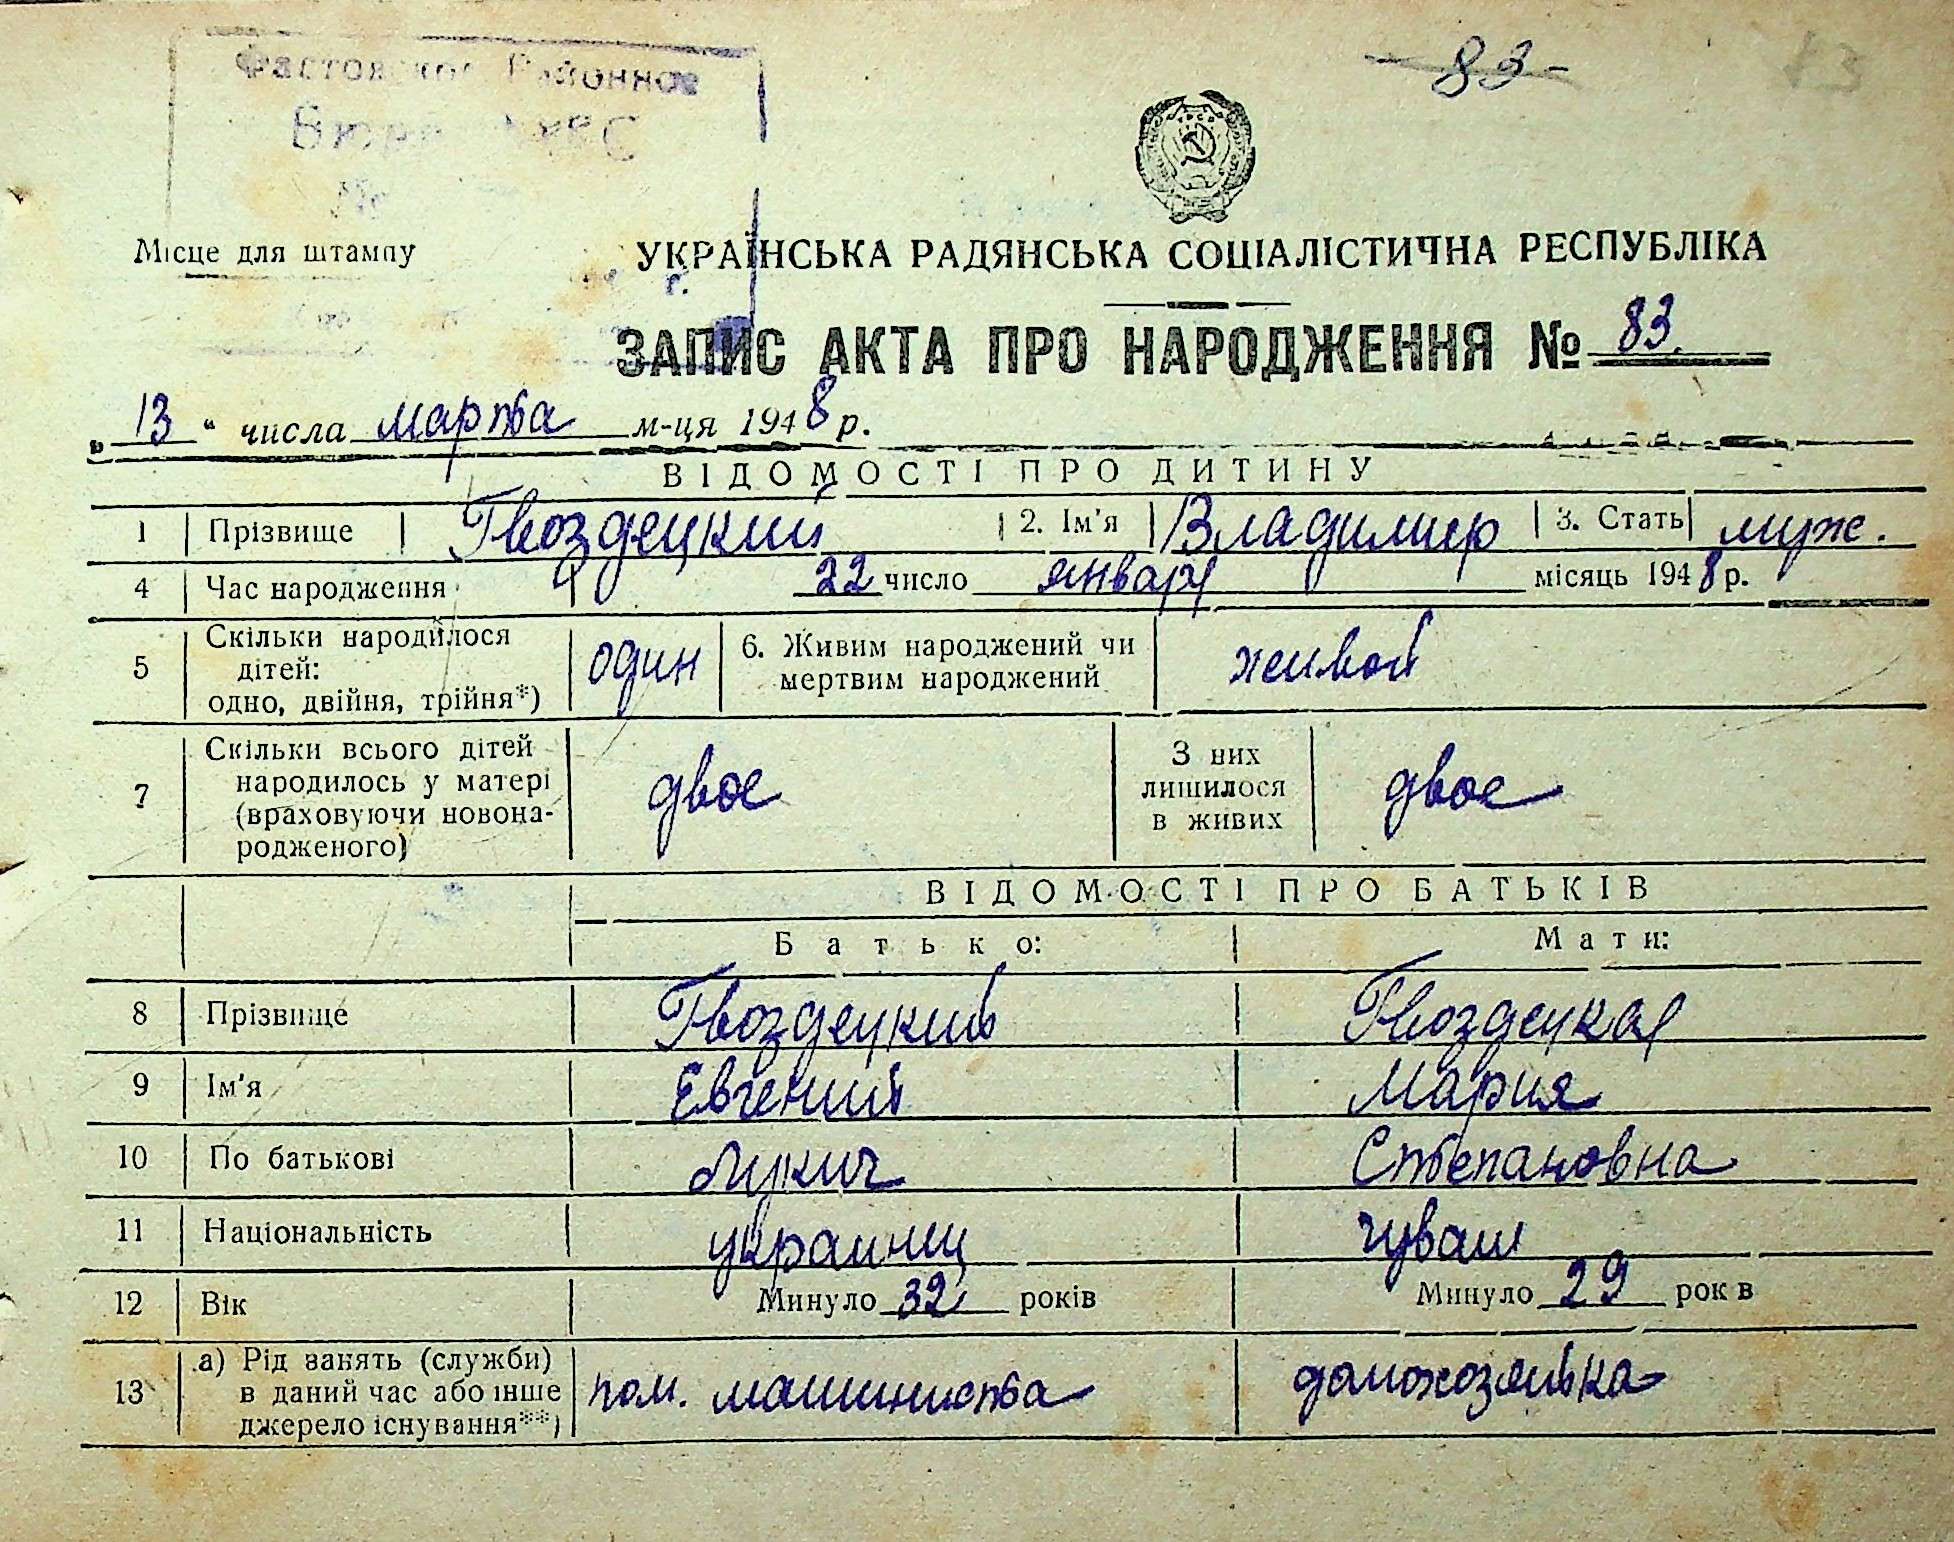 Районное
Бюро
№
- 83 -
Місце для штампу
УКРАЇНСЬКА РАДЯНСЬКА СОЦІАЛІСТИЧНА РЕСПУБЛІКА
г.
ЗАПИС АКТА ПРО НАРОДЖЕННЯ № 83.
„ 13 “ числа марта м-ця 1948 р.
ВІДОМОСТІ ПРО ДИТИНУ
1 Прізвище Гвоздецкий 2. Ім'я Владимир 3. Стать муж.
4 Час народження 22 число январ місяць 1948 р.
5 Скільки народилося дітей: одно, двійня, трійня*) один 6. Живим народжений чи мертвим народжений живой
7 Скільки всього дітей народилось у матері (враховуючи новонародженого) двое З них лишилося в живих двое
ВІДОМОСТІ ПРО БАТЬКІВ
Батько: Мати:
8 Прізвище Гвоздецкий Гвоздецкая
9 Ім'я Евгений Мария
10 По батькові Лукич Степановна
11 Національність украинец чуваш
12 Вік Минуло 32 років Минуло 29 рок в
13 а) Рід занять (служби) в даний час або інше джерело існування**) пом. машиниста домохозяйка